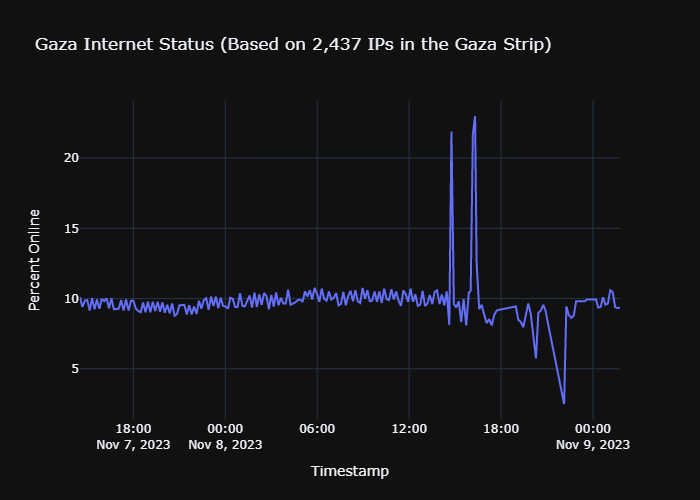 Gaza Internet Status (Based on 2,437 IPs in the Gaza Strip)
Percent Online
20
15
10
5
18:00 00:00 06:00 12:00 18:00 00:00
Nov 7, 2023 Nov 8, 2023 Nov 9, 2023
Timestamp